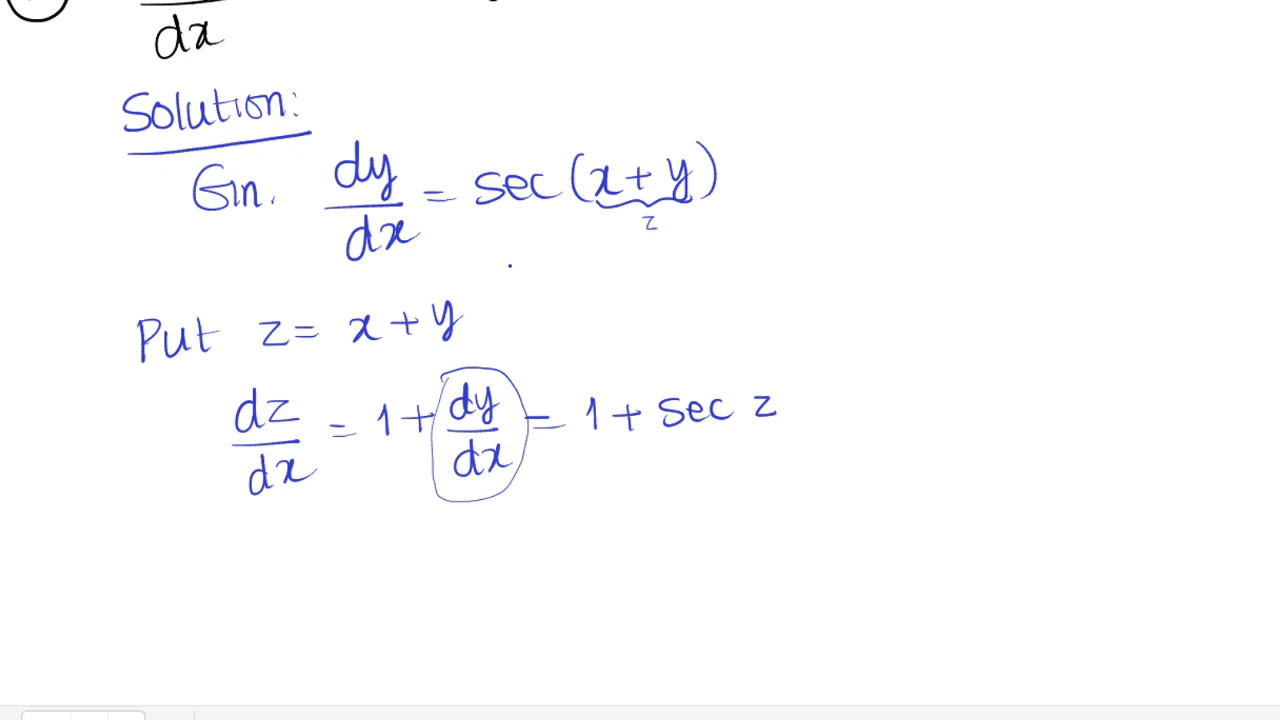 dx
Solution:
Gn. dy/dx = sec (x + y)
z
Put z = x + y
dz/dx = 1 + dy/dx = 1 + sec z